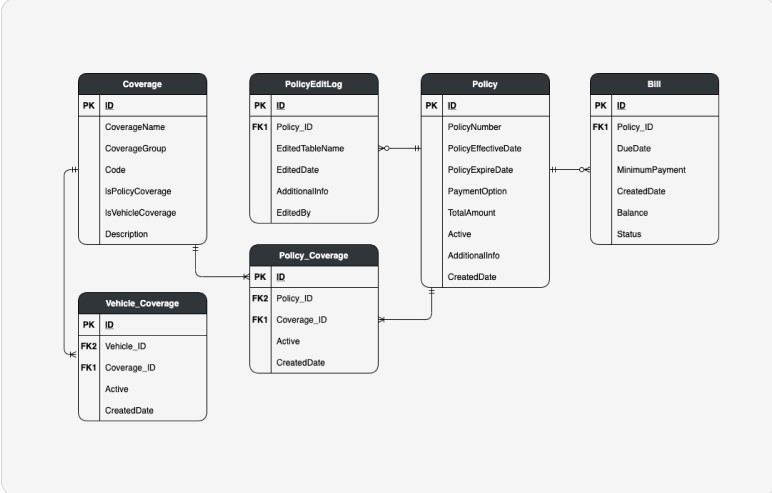 Coverage
PK ID
CoverageName
CoverageGroup
Code
IsPolicyCoverage
IsVehicleCoverage
Description
PolicyEditLog
PK ID
FK1 Policy_ID
EditedTableName
EditedDate
AdditionalInfo
EditedBy
Policy
PK ID
PolicyNumber
PolicyEffectiveDate
PolicyExpireDate
PaymentOption
TotalAmount
Active
AdditionalInfo
CreatedDate
Bill
PK ID
FK1 Policy_ID
DueDate
MinimumPayment
CreatedDate
Balance
Status
Policy_Coverage
PK ID
FK2 Policy_ID
FK1 Coverage_ID
Active
CreatedDate
Vehicle_Coverage
PK ID
FK2 Vehicle_ID
FK1 Coverage_ID
Active
CreatedDate